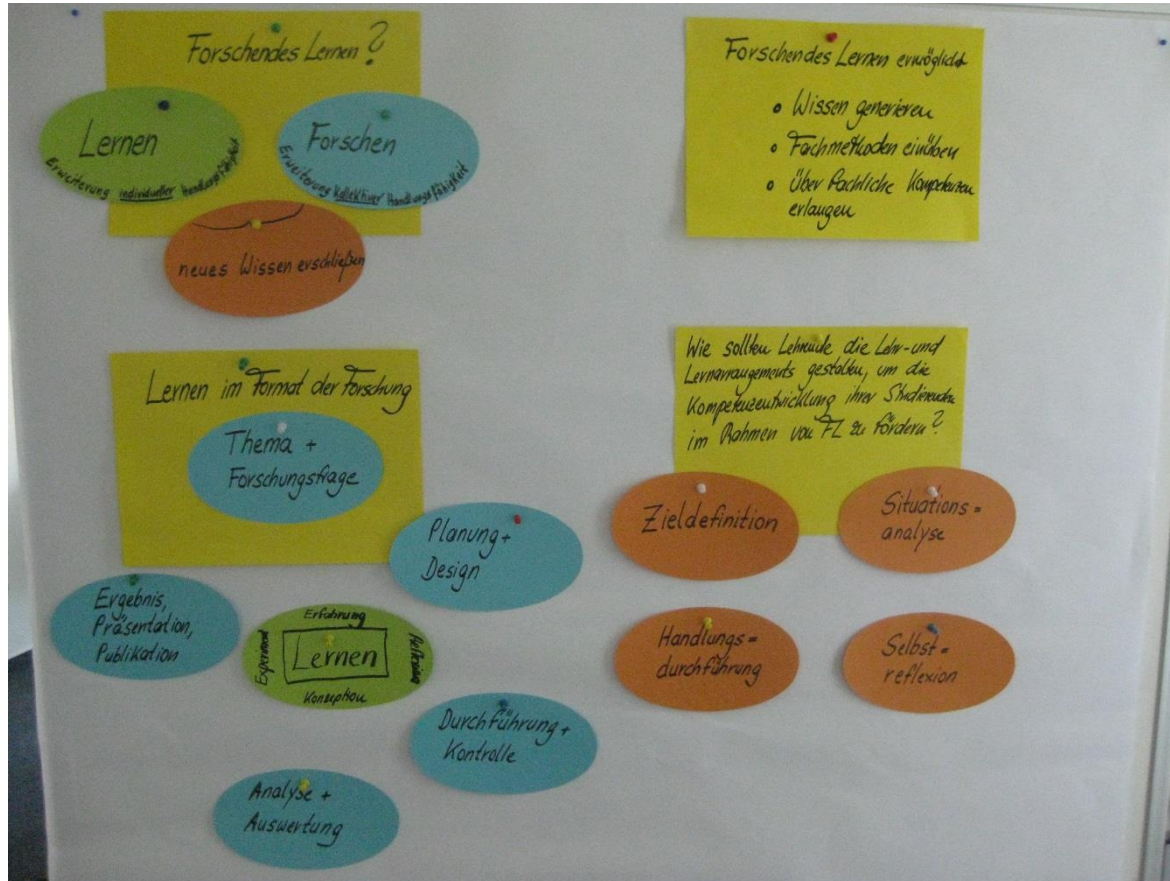 Forschendes Lernen?
Lernen
Erweiterung individueller Handlungsfähigkeit
Forschen
Erweiterung kollektiver Handlungsfähigkeit
neues Wissen erschließen
Forschendes Lernen ermöglicht
• Wissen generieren
• Fachmethoden einüben
• Überfachliche Kompetenzen
erlangen
Lernen im Format der Forschung
Thema +
Forschungsfrage
Planung +
Design
Durchführung +
Kontrolle
Analyse +
Auswertung
Ergebnis,
Präsentation,
Publikation
Erfahrung
Reflexion
Konzeption
Experiment
Lernen
Wie sollten Lehrende die Lehr- und
Lernarrangements gestalten, um die
Kompetenzentwicklung ihrer Studierenden
im Rahmen von FL zu fördern?
Zieldefinition
Situations=
analyse
Handlungs=
durchführung
Selbst=
reflexion